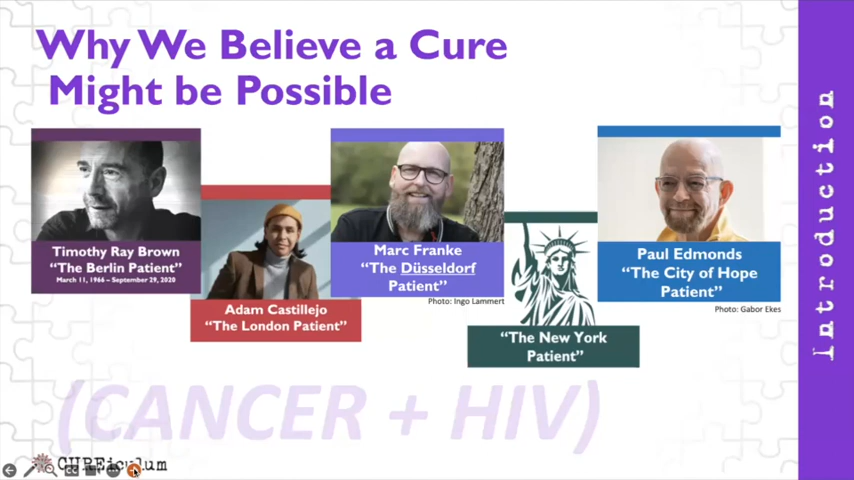 Why We Believe a Cure
Might be Possible
Timothy Ray Brown
“The Berlin Patient”
March 11, 1966 – September 29, 2020
Adam Castillejo
“The London Patient”
Marc Franke
“The Düsseldorf
Patient”
Photo: Ingo Lammert
“The New York
Patient”
Paul Edmonds
“The City of Hope
Patient”
Photo: Gabor Ekes
(CANCER + HIV)
CUREiculum
Introduction